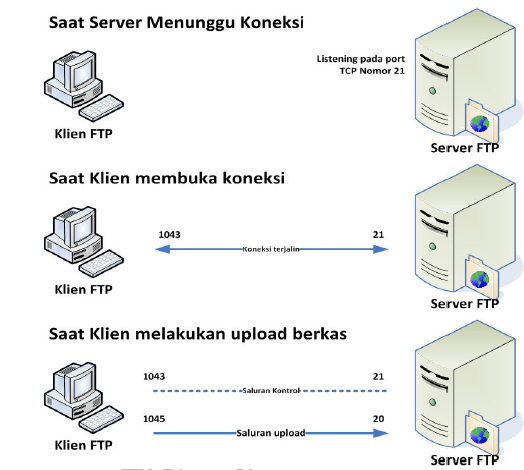 Saat Server Menunggu Koneksi
Listening pada port
TCP Nomor 21
Klien FTP
Server FTP
Saat Klien membuka koneksi
1043
21
Koneksi terjalin
Klien FTP
Server FTP
Saat Klien melakukan upload berkas
1043
21
Saluran Kontrol
1045
20
Saluran upload
Klien FTP
Server FTP